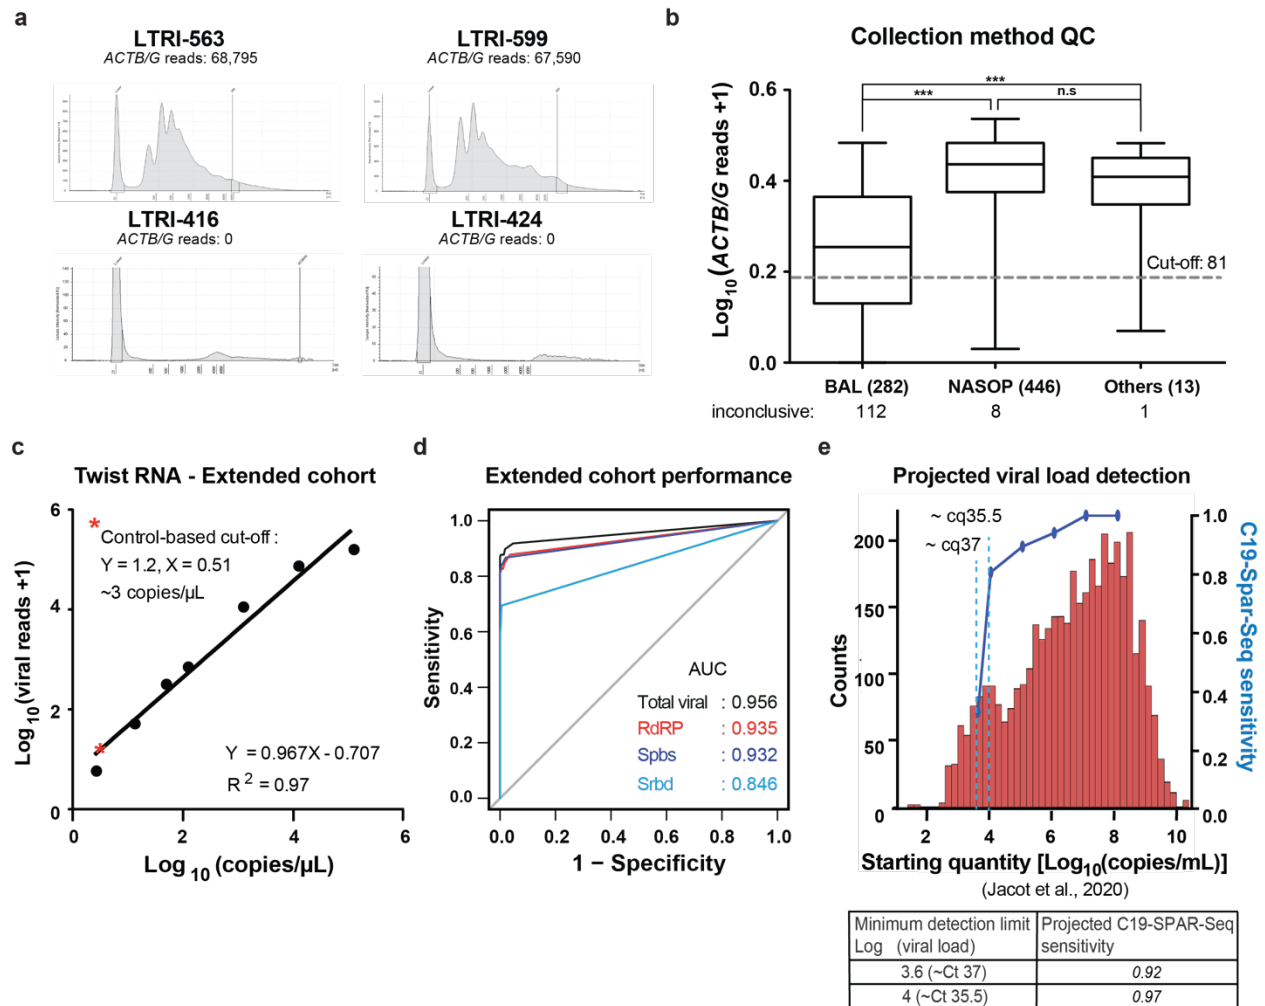 a
LTRI-563
ACTB/G reads: 68,795
LTRI-599
ACTB/G reads: 67,590
LTRI-416
ACTB/G reads: 0
LTRI-424
ACTB/G reads: 0
b
Collection method QC
Log10(ACTB/G reads +1)
0.6
0.4
0.2
0.0
***
***
n.s
Cut-off: 81
BAL (282)
NASOP (446)
Others (13)
inconclusive:
112
8
1
c
Twist RNA - Extended cohort
Log10(viral reads +1)
6
4
2
0
*
Control-based cut-off :
Y = 1.2, X = 0.51
~3 copies/µL
*
Y = 0.967X - 0.707
R2 = 0.97
0
2
4
6
Log10 (copies/µL)
d
Extended cohort performance
Sensitivity
1.0
0.8
0.6
0.4
0.2
0.0
AUC
Total viral : 0.956
RdRP : 0.935
Spbs : 0.932
Srbd : 0.846
0.0 0.2 0.4 0.6 0.8 1.0
1 – Specificity
e
Projected viral load detection
Counts
200
150
100
50
0
~ cq35.5
~ cq37
1.0
0.8
0.6
0.4
0.2
0.0
C19-Spar-Seq sensitivity
2 4 6 8 10
Starting quantity [Log10(copies/mL)]
(Jacot et al., 2020)
Minimum detection limit
Log (viral load)
Projected C19-SPAR-Seq
sensitivity
3.6 (~Ct 37)
0.92
4 (~Ct 35.5)
0.97